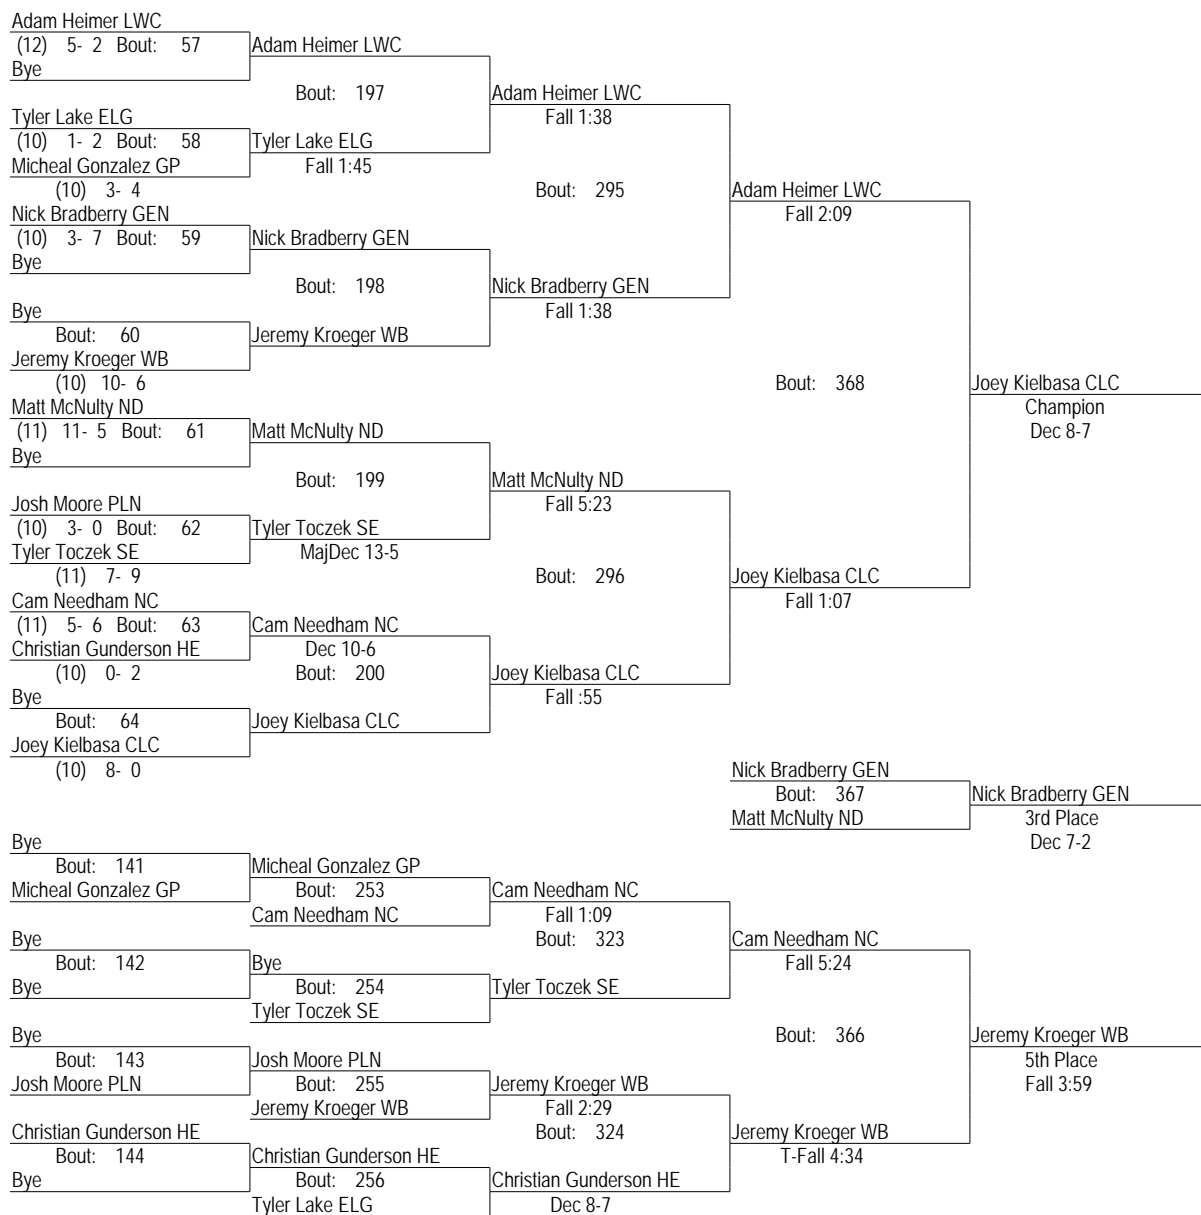 Adam Heimer LWC
(12) 5- 2 Bout: 57 Adam Heimer LWC
Bye
Bout: 197 Adam Heimer LWC
Tyler Lake ELG Fall 1:38
(10) 1- 2 Bout: 58 Tyler Lake ELG
Micheal Gonzalez GP Fall 1:45
(10) 3- 4 Bout: 295 Adam Heimer LWC
Nick Bradberry GEN Fall 2:09
(10) 3- 7 Bout: 59 Nick Bradberry GEN
Bye
Bout: 198 Nick Bradberry GEN
Bye Fall 1:38
Bout: 60 Jeremy Kroeger WB
Jeremy Kroeger WB
(10) 10- 6 Bout: 368 Joey Kielbasa CLC
Matt McNulty ND Champion
(11) 11- 5 Bout: 61 Matt McNulty ND Dec 8-7
Bye
Bout: 199 Matt McNulty ND
Josh Moore PLN Fall 5:23
(10) 3- 0 Bout: 62 Tyler Toczek SE
Tyler Toczek SE MajDec 13-5
(11) 7- 9 Bout: 296 Joey Kielbasa CLC
Cam Needham NC Fall 1:07
(11) 5- 6 Bout: 63 Cam Needham NC
Christian Gunderson HE Dec 10-6
(10) 0- 2 Bout: 200 Joey Kielbasa CLC
Bye Fall :55
Bout: 64 Joey Kielbasa CLC
Joey Kielbasa CLC
(10) 8- 0 Nick Bradberry GEN
Bout: 367 Nick Bradberry GEN
Matt McNulty ND 3rd Place
Bye Dec 7-2
Bout: 141 Micheal Gonzalez GP
Micheal Gonzalez GP Bout: 253 Cam Needham NC
Cam Needham NC Fall 1:09
Bye Bout: 323 Cam Needham NC
Bout: 142 Bye Fall 5:24
Bye Bout: 254 Tyler Toczek SE
Tyler Toczek SE
Bye Bout: 366 Jeremy Kroeger WB
Bout: 143 Josh Moore PLN 5th Place
Josh Moore PLN Bout: 255 Jeremy Kroeger WB Fall 3:59
Jeremy Kroeger WB Fall 2:29
Christian Gunderson HE Bout: 324 Jeremy Kroeger WB
Bout: 144 Christian Gunderson HE T-Fall 4:34
Bye Bout: 256 Christian Gunderson HE
Tyler Lake ELG Dec 8-7